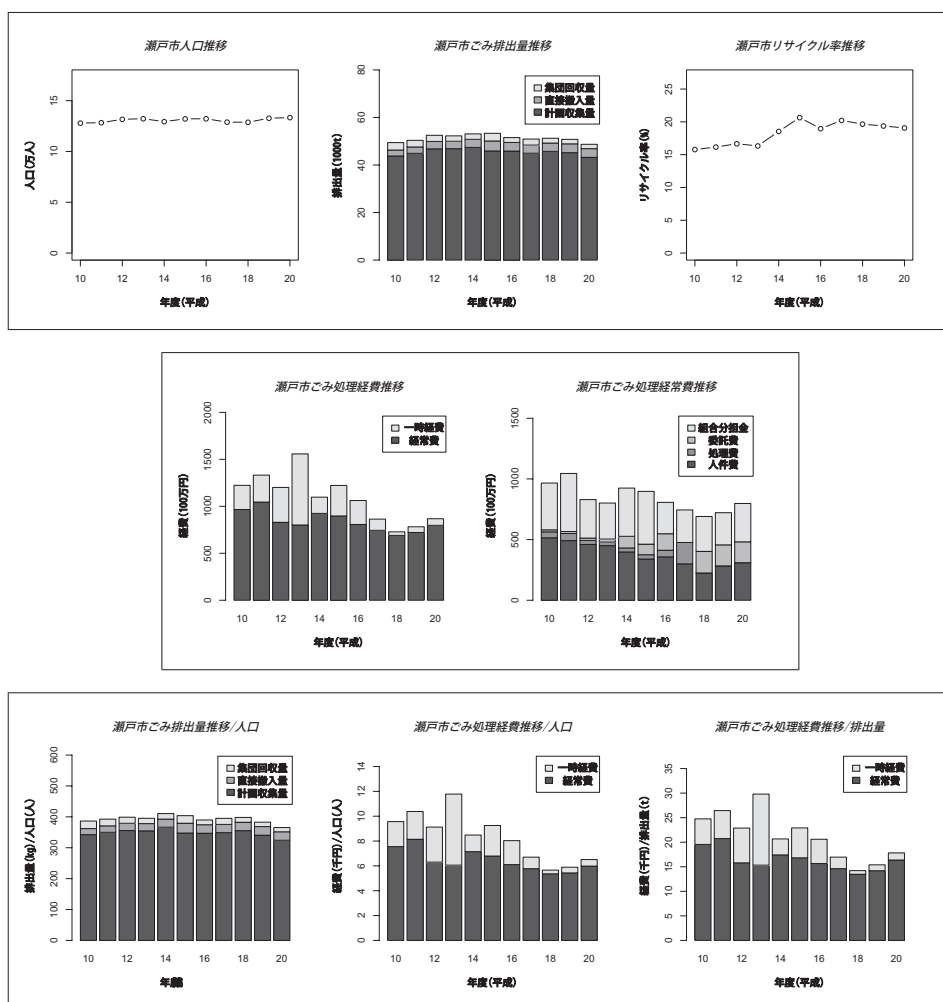 瀬戸市人口推移
人口(万人)
15
10
5
0
10 12 14 16 18 20
年度(平成)
瀬戸市ごみ排出量推移
排出量(1000t)
80
60
40
20
0
集団回収量
直接搬入量
計画収集量
10 12 14 16 18 20
年度(平成)
瀬戸市リサイクル率推移
リサイクル率(%)
25
20
15
10
5
0
10 12 14 16 18 20
年度(平成)
瀬戸市ごみ処理経費推移
経費(100万円)
2000
1500
1000
500
0
一時経費
経常費
10 12 14 16 18 20
年度(平成)
瀬戸市ごみ処理経常費推移
経費(100万円)
1500
1000
500
0
組合分担金
委託費
処理費
人件費
10 12 14 16 18 20
年度(平成)
瀬戸市ごみ排出量推移/人口
排出量(kg)/人口(人)
600
500
400
300
200
100
0
集団回収量
直接搬入量
計画収集量
10 12 14 16 18 20
瀬戸市ごみ処理経費推移/人口
経費(千円)/人口(人)
14
12
10
8
6
4
2
0
一時経費
経常費
10 12 14 16 18 20
年度(平成)
瀬戸市ごみ処理経費推移/排出量
経費(千円)/排出量(t)
35
30
25
20
15
10
5
0
一時経費
経常費
10 12 14 16 18 20
年度(平成)